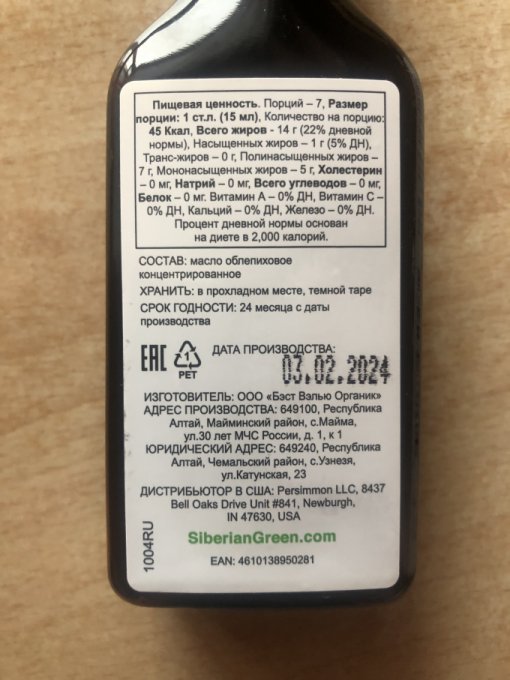 Пищевая ценность. Порций – 7, Размер
порции: 1 ст.л. (15 мл), Количество на порцию:
45 Ккал, Всего жиров - 14 г (22% дневной
нормы), Насыщенных жиров – 1 г (5% ДН),
Транс-жиров – 0 г, Полинасыщенных жиров –
7 г, Мононасыщенных жиров – 5 г, Холестерин
– 0 мг, Натрий – 0 мг, Всего углеводов – 0 мг,
Белок – 0 мг. Витамин А – 0% ДН, Витамин С –
0% ДН, Кальций – 0% ДН, Железо – 0% ДН.
Процент дневной нормы основан
на диете в 2,000 калорий.
СОСТАВ: масло облепиховое
концентрированное
ХРАНИТЬ: в прохладном месте, темной таре
СРОК ГОДНОСТИ: 24 месяца с даты
производства
ЕАС 1 PET ДАТА ПРОИЗВОДСТВА:
03.02.2024
ИЗГОТОВИТЕЛЬ: ООО «Бэст Вэлью Органик»
АДРЕС ПРОИЗВОДСТВА: 649100, Республика
Алтай, Майминский район, с.Майма,
ул.30 лет МЧС России, д. 1, к 1
ЮРИДИЧЕСКИЙ АДРЕС: 649240, Республика
Алтай, Чемальский район, с.Узнезя,
ул.Катунская, 23
ДИСТРИБЬЮТОР В США: Persimmon LLC, 8437
Bell Oaks Drive Unit #841, Newburgh,
IN 47630, USA
SiberianGreen.com
EAN: 4610138950281
1004RU